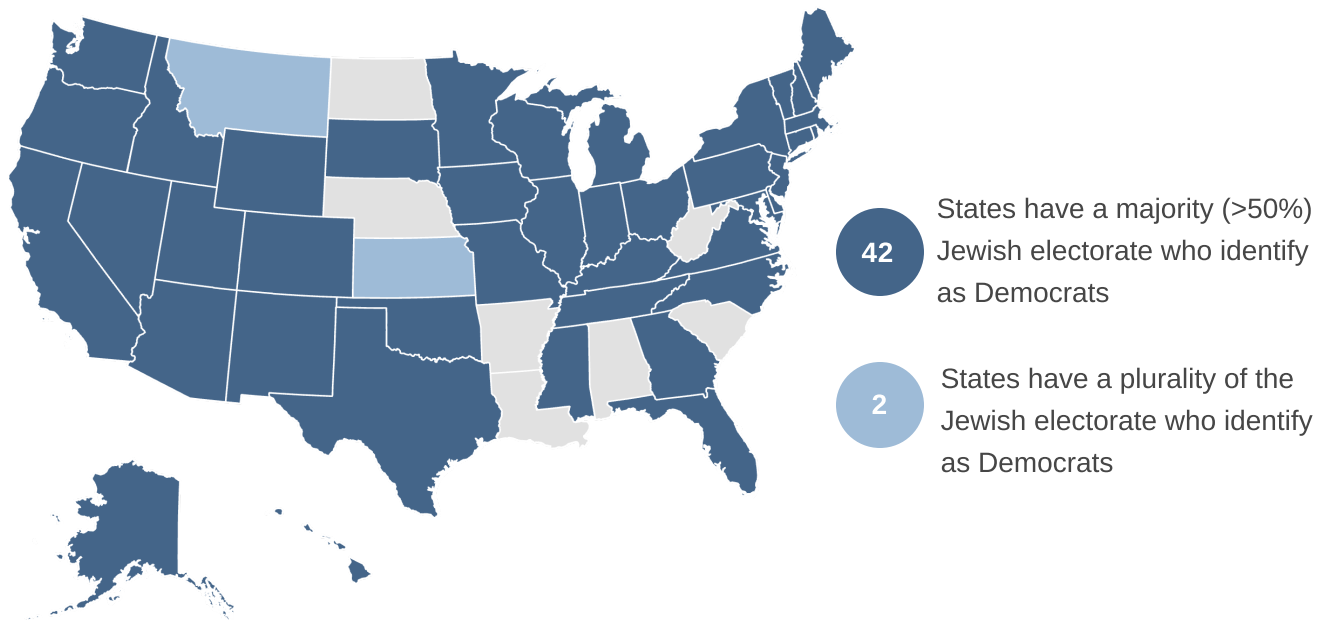 42
States have a majority (>50%)
Jewish electorate who identify
as Democrats
2
States have a plurality of the
Jewish electorate who identify
as Democrats